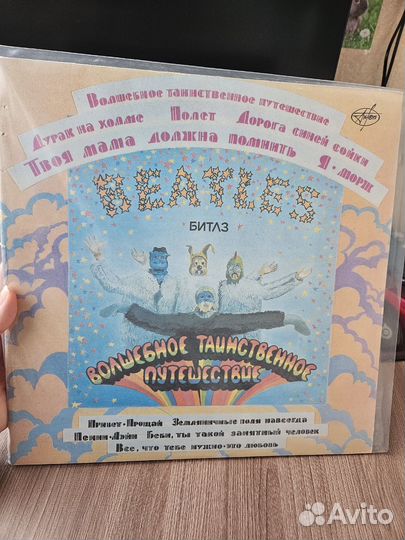 Волшебное таинственное путешествие
Дурак на холме Полет Дорога синей сойки
Твоя мама должна помнить Я - морж
Антроп
BEATLES
БИТЛЗ
ВОЛШЕБНОЕ ТАИНСТВЕННОЕ
ПУТЕШЕСТВИЕ
Привет - Прощай Земляничные поля навсегда
Пенни - Лэйн Беби, ты такой занятный человек
Все, что тебе нужно - это любовь
Avito